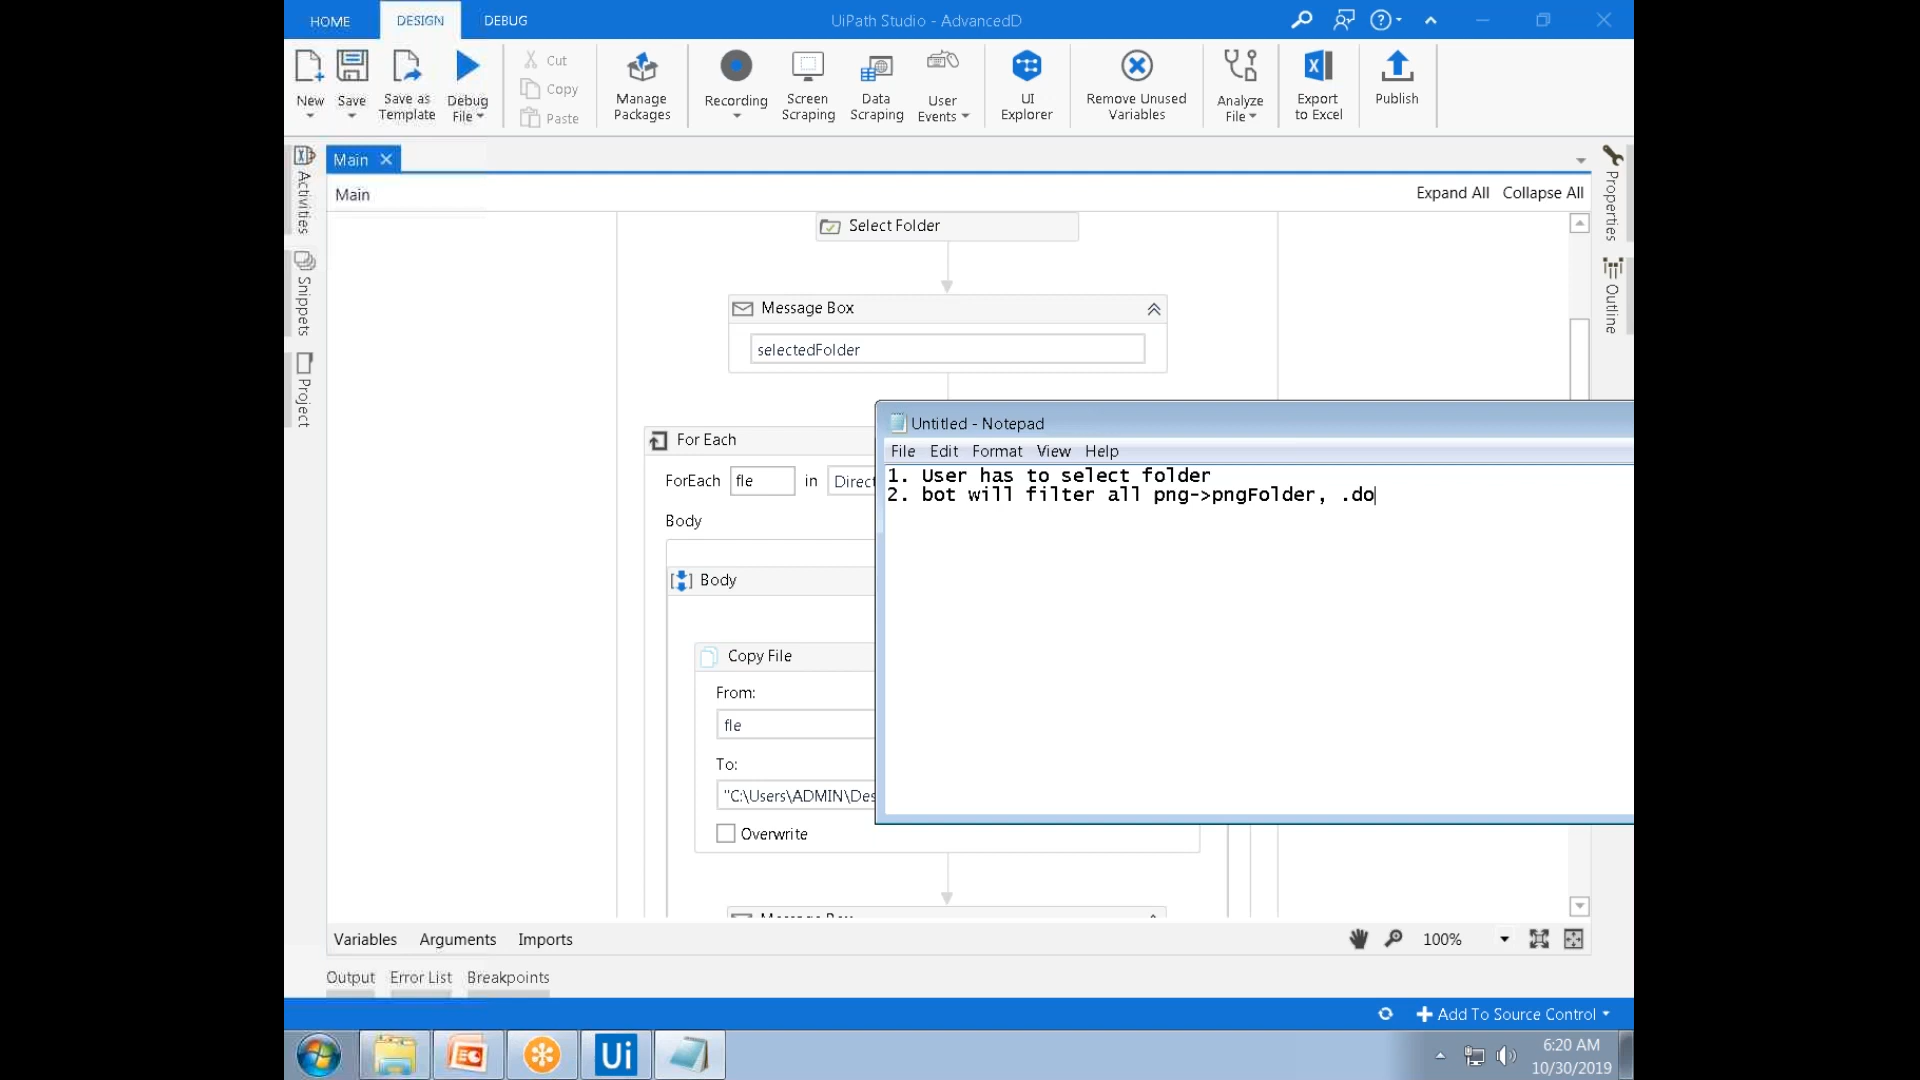 HOME
DESIGN
DEBUG
UiPath Studio - AdvancedD
New
Save
Save as Template
Debug File
Cut
Copy
Paste
Manage Packages
Recording
Screen Scraping
Data Scraping
User Events
UI Explorer
Remove Unused Variables
Analyze File
Export to Excel
Publish
Activities
Snippets
Project
Main
Main
Expand All
Collapse All
Properties
Outline
Select Folder
Message Box
selectedFolder
For Each
ForEach
fle
in
Direct
Body
Body
Copy File
From:
fle
To:
"C:\Users\ADMIN\Des
Overwrite
Untitled - Notepad
File Edit Format View Help
1. User has to select folder
2. bot will filter all png->pngFolder, .do
Variables
Arguments
Imports
100%
Output
Error List
Breakpoints
Add To Source Control
Ui
6:20 AM
10/30/2019